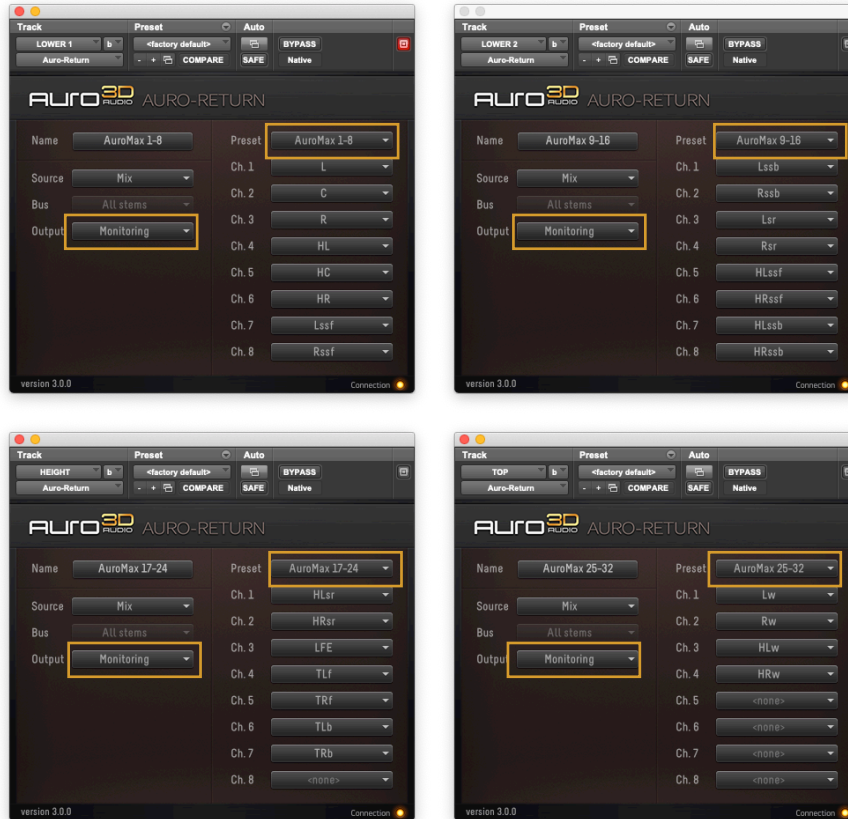 Track Preset Auto
LOWER 1 b <factory default> BYPASS
Auro-Return - + COMPARE SAFE Native
AURO 3D AUDIO AURO-RETURN
Name AuroMax 1-8 Preset AuroMax 1-8
Ch. 1 L
Source Mix
Ch. 2 C
Bus All stems
Ch. 3 R
Output Monitoring
Ch. 4 HL
Ch. 5 HC
Ch. 6 HR
Ch. 7 Lssf
Ch. 8 Rssf
version 3.0.0 Connection
Track Preset Auto
LOWER 2 b <factory default> BYPASS
Auro-Return - + COMPARE SAFE Native
AURO 3D AUDIO AURO-RETURN
Name AuroMax 9-16 Preset AuroMax 9-16
Ch. 1 Lssb
Source Mix
Ch. 2 Rssb
Bus All stems
Ch. 3 Lsr
Output Monitoring
Ch. 4 Rsr
Ch. 5 HLssf
Ch. 6 HRssf
Ch. 7 HLssb
Ch. 8 HRssb
version 3.0.0 Connection
Track Preset Auto
HEIGHT b <factory default> BYPASS
Auro-Return - + COMPARE SAFE Native
AURO 3D AUDIO AURO-RETURN
Name AuroMax 17-24 Preset AuroMax 17-24
Ch. 1 HLsr
Source Mix
Ch. 2 HRsr
Bus All stems
Ch. 3 LFE
Output Monitoring
Ch. 4 TLf
Ch. 5 TRf
Ch. 6 TLb
Ch. 7 TRb
Ch. 8 <none>
version 3.0.0 Connection
Track Preset Auto
TOP b <factory default> BYPASS
Auro-Return - + COMPARE SAFE Native
AURO 3D AUDIO AURO-RETURN
Name AuroMax 25-32 Preset AuroMax 25-32
Ch. 1 Lw
Source Mix
Ch. 2 Rw
Bus All stems
Ch. 3 HLw
Output Monitoring
Ch. 4 HRw
Ch. 5 <none>
Ch. 6 <none>
Ch. 7 <none>
Ch. 8 <none>
version 3.0.0 Connection